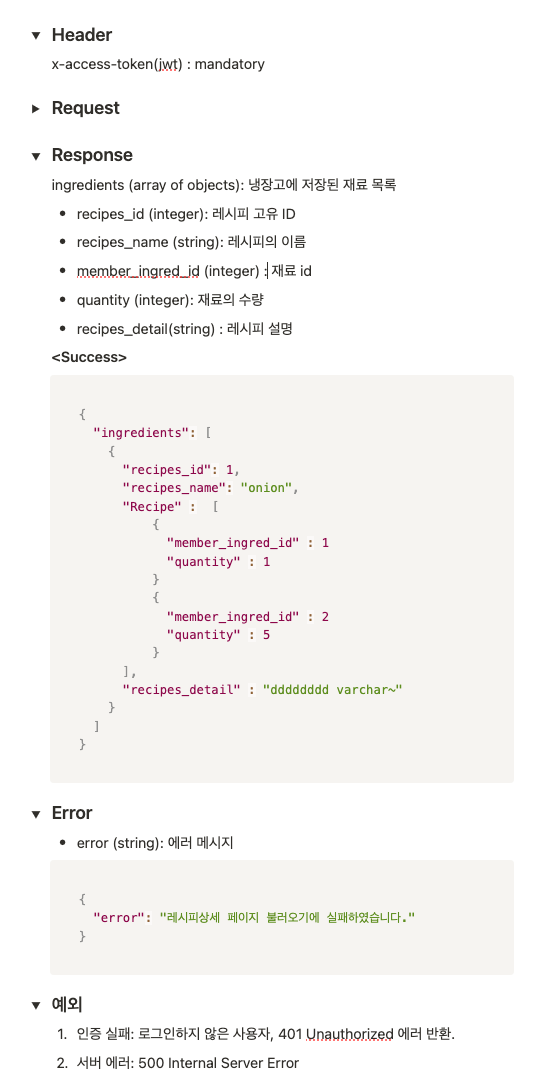 Header
x-access-token(jwt) : mandatory
Request
Response
ingredients (array of objects): 냉장고에 저장된 재료 목록
• recipes_id (integer): 레시피 고유 ID
• recipes_name (string): 레시피의 이름
• member_ingred_id (integer) : 재료 id
• quantity (integer): 재료의 수량
• recipes_detail(string) : 레시피 설명
<Success>
{
  "ingredients": [
    {
      "recipes_id": 1,
      "recipes_name": "onion",
      "Recipe" :  [
          {
            "member_ingred_id" : 1
            "quantity" : 1
          }
          {
            "member_ingred_id" : 2
            "quantity" : 5
          }
      ],
      "recipes_detail" : "dddddddd varchar~"
    }
  ]
}
Error
• error (string): 에러 메시지
{
  "error": "레시피상세 페이지 불러오기에 실패하였습니다."
}
예외
1. 인증 실패: 로그인하지 않은 사용자, 401 Unauthorized 에러 반환.
2. 서버 에러: 500 Internal Server Error